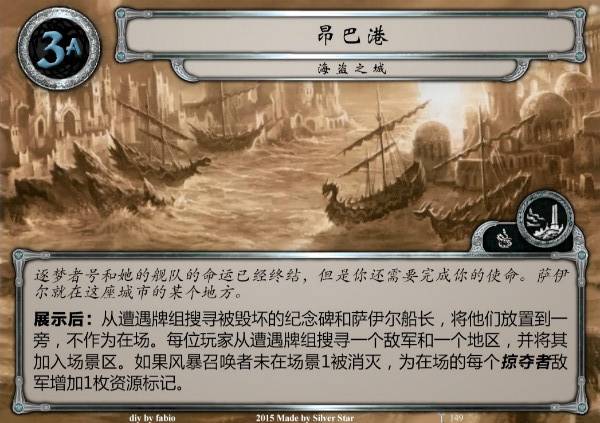 3A
昂巴港
海盗之城
逐梦者号和她的舰队的命运已经终结，但是你还需要完成你的使命。萨伊
尔就在这座城市的某个地方。
展示后：从遭遇牌组搜寻被毁坏的纪念碑和萨伊尔船长，将他们放置到一
旁，不作为在场。每位玩家从遭遇牌组搜寻一个敌军和一个地区，并将其
加入场景区。如果风暴召唤者未在场景1被消灭，为在场的每个掠夺者敌
军增加1枚资源标记。
div by fabio 2015 Made by Silver Star 149